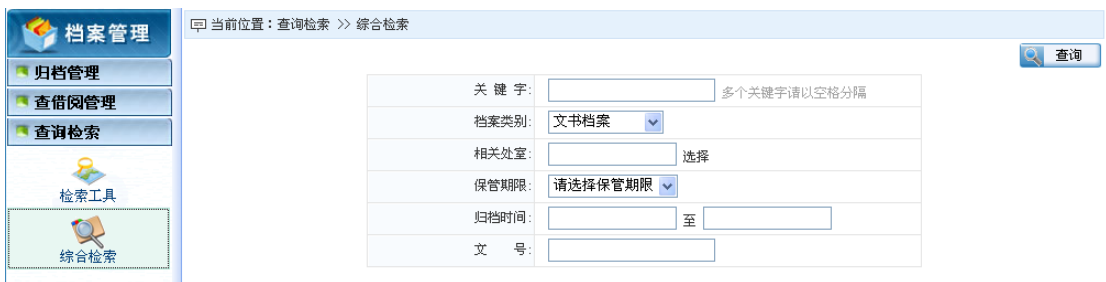 档案管理
归档管理
查借阅管理
查询检索
检索工具
综合检索
当前位置：查询检索 >> 综合检索
查询
关 键 字:
多个关键字请以空格分隔
档案类别: 文书档案
相关处室: 选择
保管期限: 请选择保管期限
归档时间: 至
文 号: